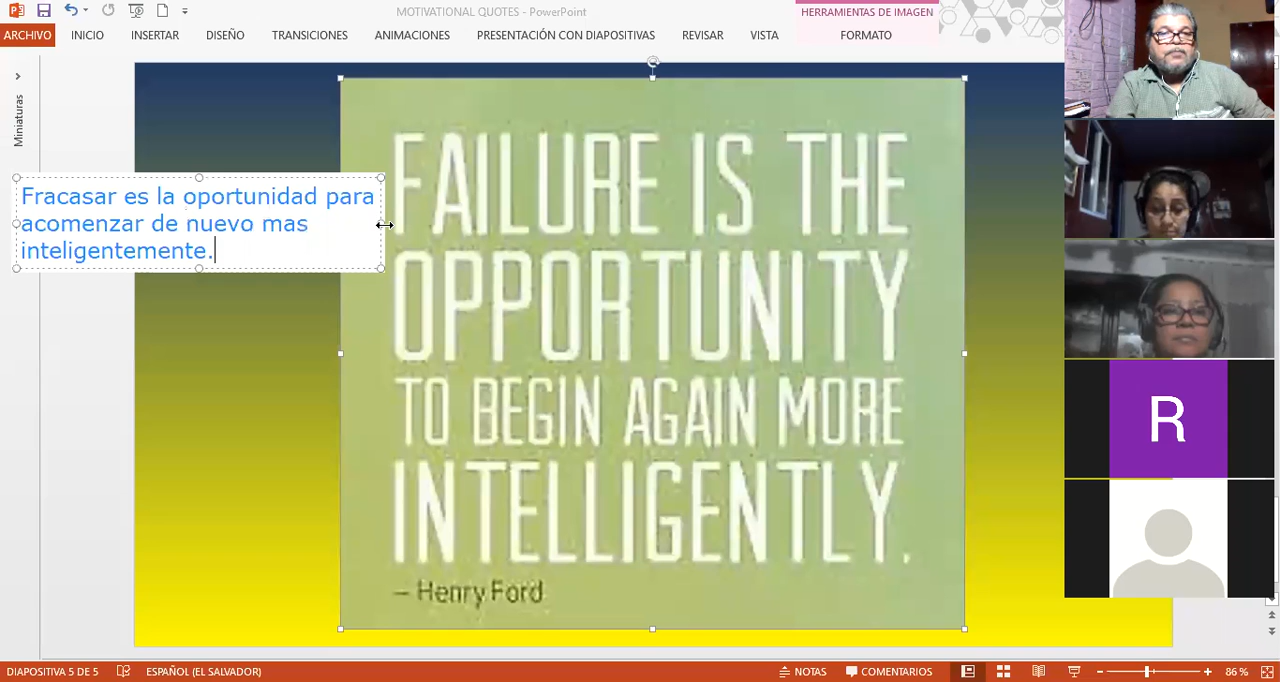 MOTIVATIONAL QUOTES - PowerPoint
HERRAMIENTAS DE IMAGEN
ARCHIVO INICIO INSERTAR DISEÑO TRANSICIONES ANIMACIONES PRESENTACIÓN CON DIAPOSITIVAS REVISAR VISTA FORMATO
Miniaturas
Fracasar es la oportunidad para
acomenzar de nuevo mas
inteligentemente.
FAILURE IS THE
OPPORTUNITY
TO BEGIN AGAIN MORE
INTELLIGENTLY.
– Henry Ford
R
DIAPOSITIVA 5 DE 5 ESPAÑOL (EL SALVADOR) NOTAS COMENTARIOS 86 %